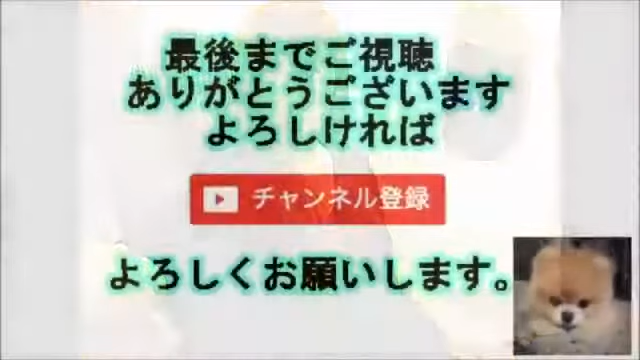 最後までご視聴
ありがとうございます
よろしければ
チャンネル登録
よろしくお願いします。